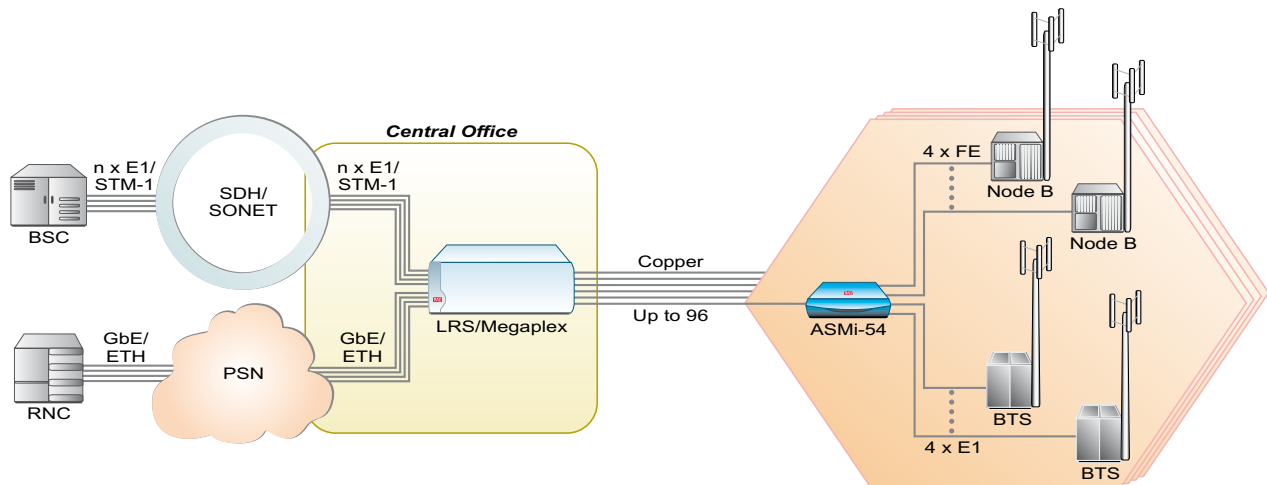 Central Office
n x E1/
STM-1
SDH/
SONET
n x E1/
STM-1
BSC
LRS/Megaplex
GbE/
ETH
PSN
GbE/
ETH
RNC
Copper
Up to 96
ASMi-54
4 x FE
Node B
Node B
BTS
4 x E1
BTS